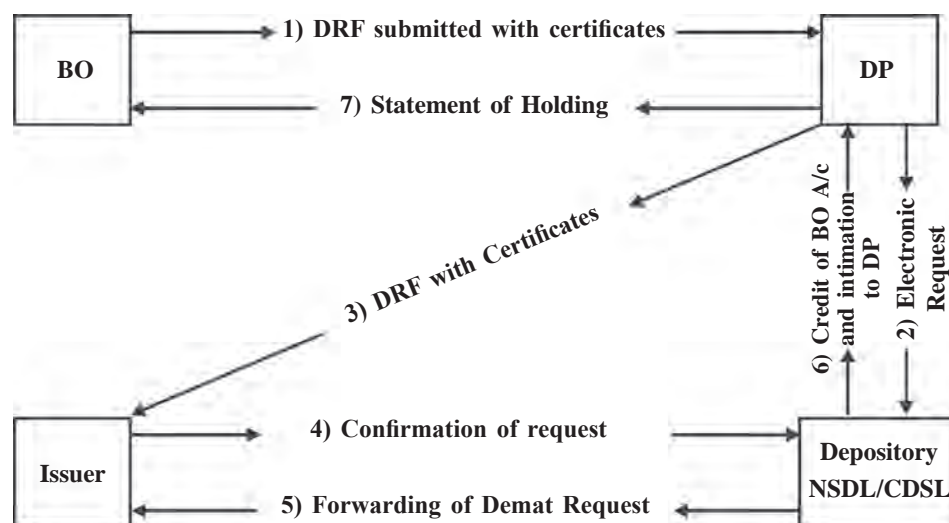 1) DRF submitted with certificates
BO
DP
7) Statement of Holding
3) DRF with Certificates
6) Credit of BO A/c
and intimation
to DP
2) Electronic
Request
4) Confirmation of request
Issuer
Depository
NSDL/CDSL
5) Forwarding of Demat Request